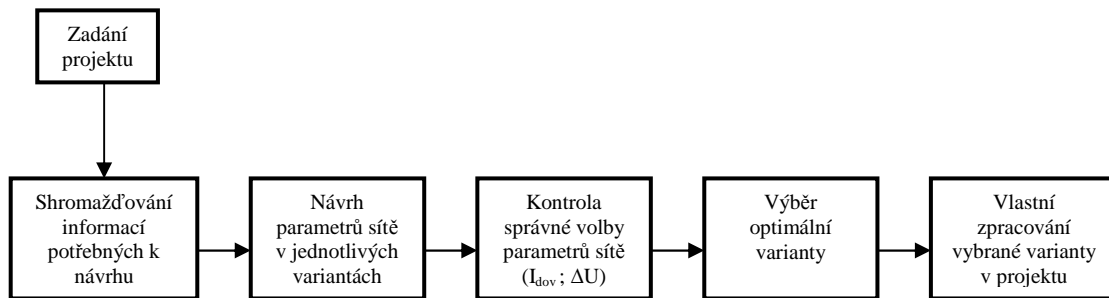 Zadání
projektu
Shromažďování
informací
potřebných k
návrhu
Návrh
parametrů sítě
v jednotlivých
variantách
Kontrola
správné volby
parametrů sítě
(Idov ; ΔU)
Výběr
optimální
varianty
Vlastní
zpracování
vybrané varianty
v projektu